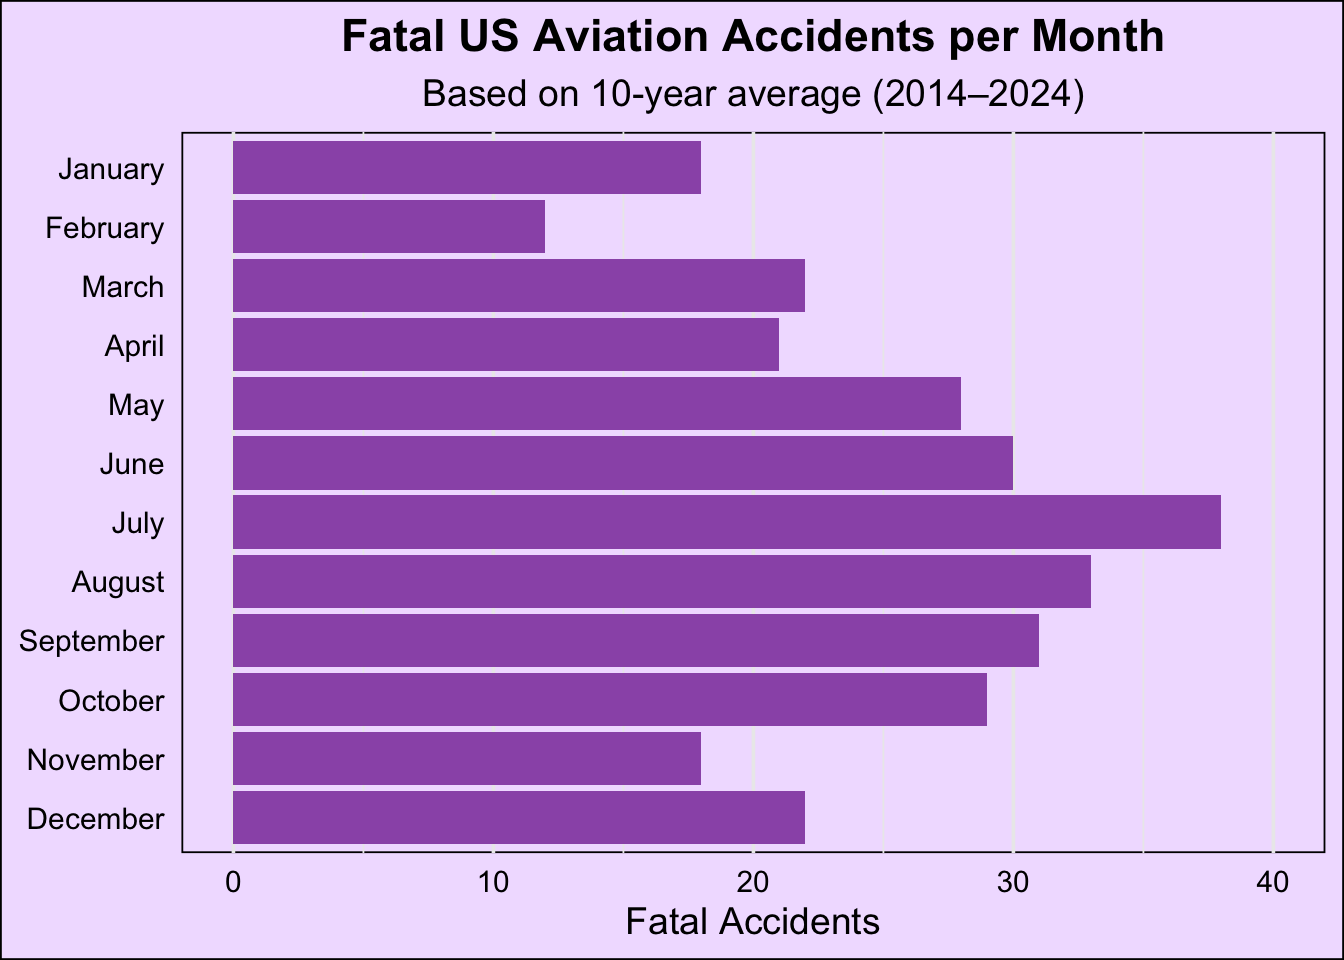 Fatal US Aviation Accidents per Month
Based on 10-year average (2014–2024)
January
February
March
April
May
June
July
August
September
October
November
December
0 10 20 30 40
Fatal Accidents